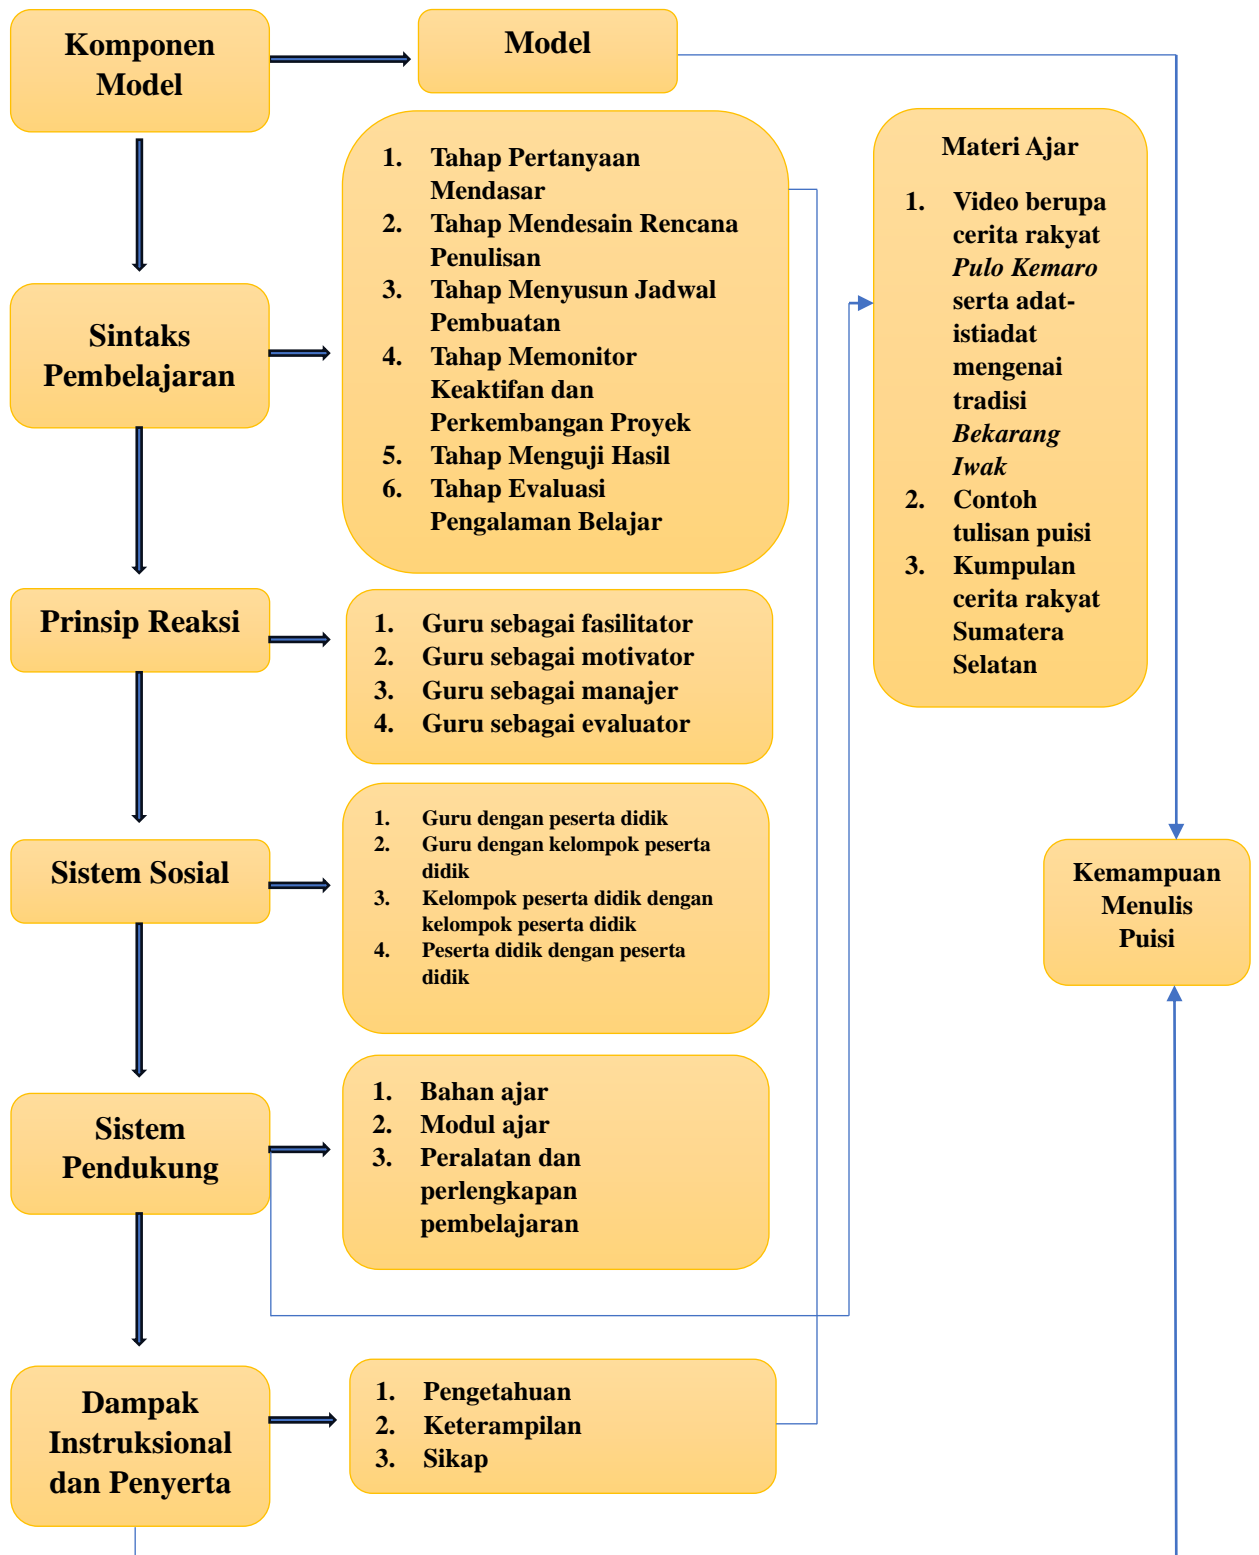 Komponen
Model
Model
1. Tahap Pertanyaan
Mendasar
2. Tahap Mendesain Rencana
Penulisan
3. Tahap Menyusun Jadwal
Pembuatan
4. Tahap Memonitor
Keaktifan dan
Perkembangan Proyek
5. Tahap Menguji Hasil
6. Tahap Evaluasi
Pengalaman Belajar
Materi Ajar
1. Video berupa
cerita rakyat
Pulo Kemaro
serta adat-
istiadat
mengenai
tradisi
Bekarang
Iwak
2. Contoh
tulisan puisi
3. Kumpulan
cerita rakyat
Sumatera
Selatan
Sintaks
Pembelajaran
Prinsip Reaksi
1. Guru sebagai fasilitator
2. Guru sebagai motivator
3. Guru sebagai manajer
4. Guru sebagai evaluator
Sistem Sosial
1. Guru dengan peserta didik
2. Guru dengan kelompok peserta
didik
3. Kelompok peserta didik dengan
kelompok peserta didik
4. Peserta didik dengan peserta
didik
Kemampuan
Menulis
Puisi
Sistem
Pendukung
1. Bahan ajar
2. Modul ajar
3. Peralatan dan
perlengkapan
pembelajaran
Dampak
Instruksional
dan Penyerta
1. Pengetahuan
2. Keterampilan
3. Sikap